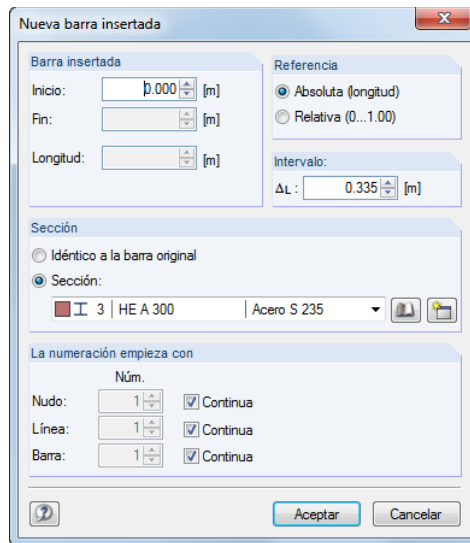 Nueva barra insertada
Barra insertada
Inicio: 0.000 [m]
Fin: [m]
Longitud: [m]
Referencia
Absoluta (longitud)
Relativa (0...1.00)
Intervalo:
ΔL : 0.335 [m]
Sección
Idéntico a la barra original
Sección:
3 HE A 300 Acero S 235
La numeración empieza con
Núm.
Nudo: 1 Continua
Línea: 1 Continua
Barra: 1 Continua
Aceptar Cancelar